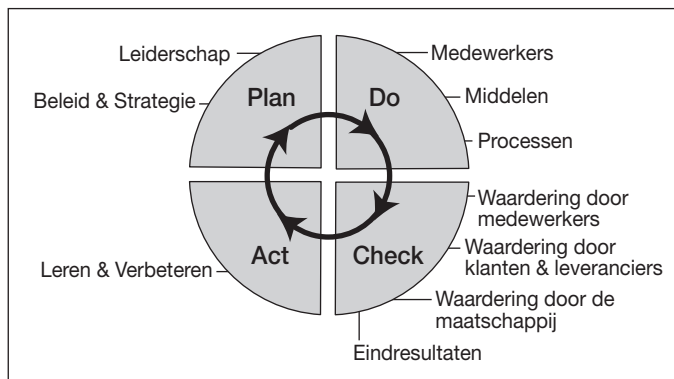 Leiderschap
Beleid & Strategie
Plan
Do
Medewerkers
Middelen
Processen
Act
Check
Leren & Verbeteren
Waardering door
medewerkers
Waardering door
klanten & leveranciers
Waardering door de
maatschappij
Eindresultaten